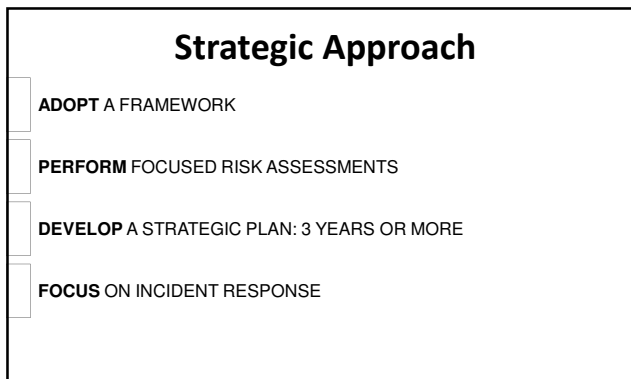 Strategic Approach
ADOPT A FRAMEWORK
PERFORM FOCUSED RISK ASSESSMENTS
DEVELOP A STRATEGIC PLAN: 3 YEARS OR MORE
FOCUS ON INCIDENT RESPONSE